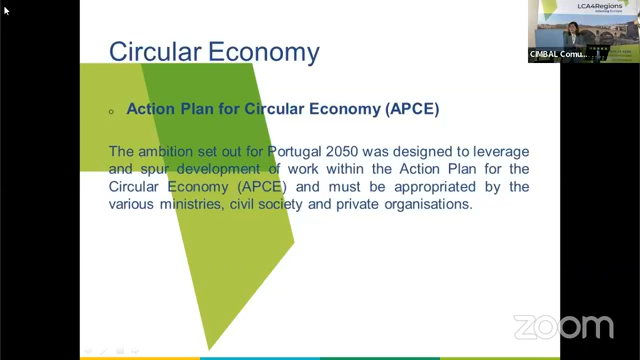 LCA4Regions
CIMBAL Comu...
Circular Economy
Action Plan for Circular Economy (APCE)
The ambition set out for Portugal 2050 was designed to leverage
and spur development of work within the Action Plan for the
Circular Economy (APCE) and must be appropriated by the
various ministries, civil society and private organisations.
zoom